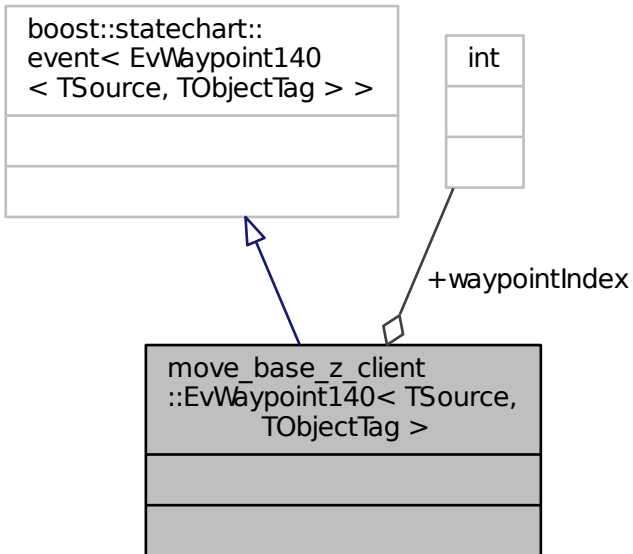 boost::statechart::
event< EvWaypoint140
< TSource, TObjectTag > >
int
+waypointIndex
move_base_z_client
::EvWaypoint140< TSource,
TObjectTag >